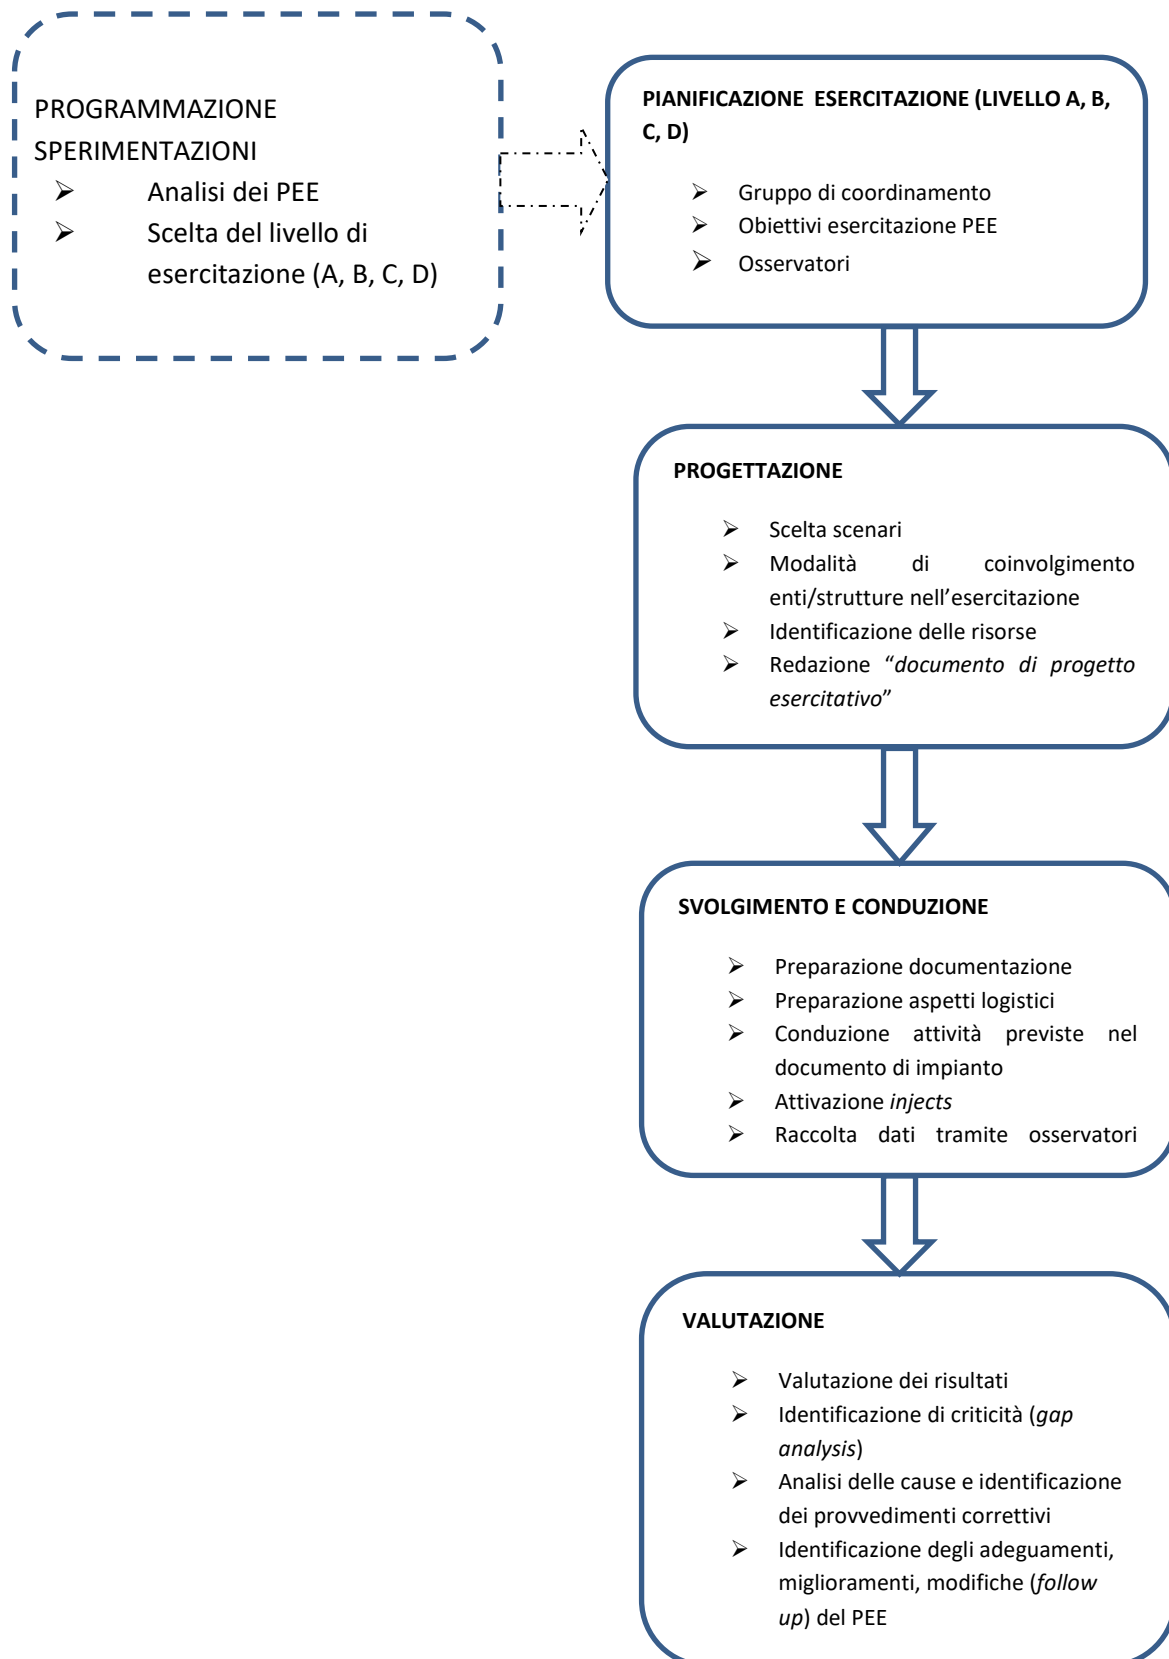 PROGRAMMAZIONE
SPERIMENTAZIONI
➢ Analisi dei PEE
➢ Scelta del livello di
esercitazione (A, B, C, D)
PIANIFICAZIONE ESERCITAZIONE (LIVELLO A, B,
C, D)
➢ Gruppo di coordinamento
➢ Obiettivi esercitazione PEE
➢ Osservatori
PROGETTAZIONE
➢ Scelta scenari
➢ Modalità di coinvolgimento
enti/strutture nell’esercitazione
➢ Identificazione delle risorse
➢ Redazione “documento di progetto
esercitativo”
SVOLGIMENTO E CONDUZIONE
➢ Preparazione documentazione
➢ Preparazione aspetti logistici
➢ Conduzione attività previste nel
documento di impianto
➢ Attivazione injects
➢ Raccolta dati tramite osservatori
VALUTAZIONE
➢ Valutazione dei risultati
➢ Identificazione di criticità (gap
analysis)
➢ Analisi delle cause e identificazione
dei provvedimenti correttivi
➢ Identificazione degli adeguamenti,
miglioramenti, modifiche (follow
up) del PEE